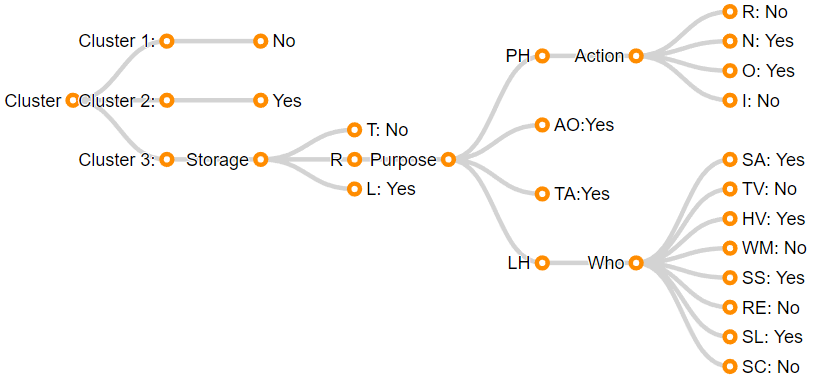 R: No
Cluster 1:
No
N: Yes
PH
Action
O: Yes
Cluster
Cluster 2:
Yes
I: No
T: No
AO:Yes
Cluster 3:
Storage
R
Purpose
SA: Yes
L: Yes
TA:Yes
TV: No
HV: Yes
WM: No
LH
Who
SS: Yes
RE: No
SL: Yes
SC: No